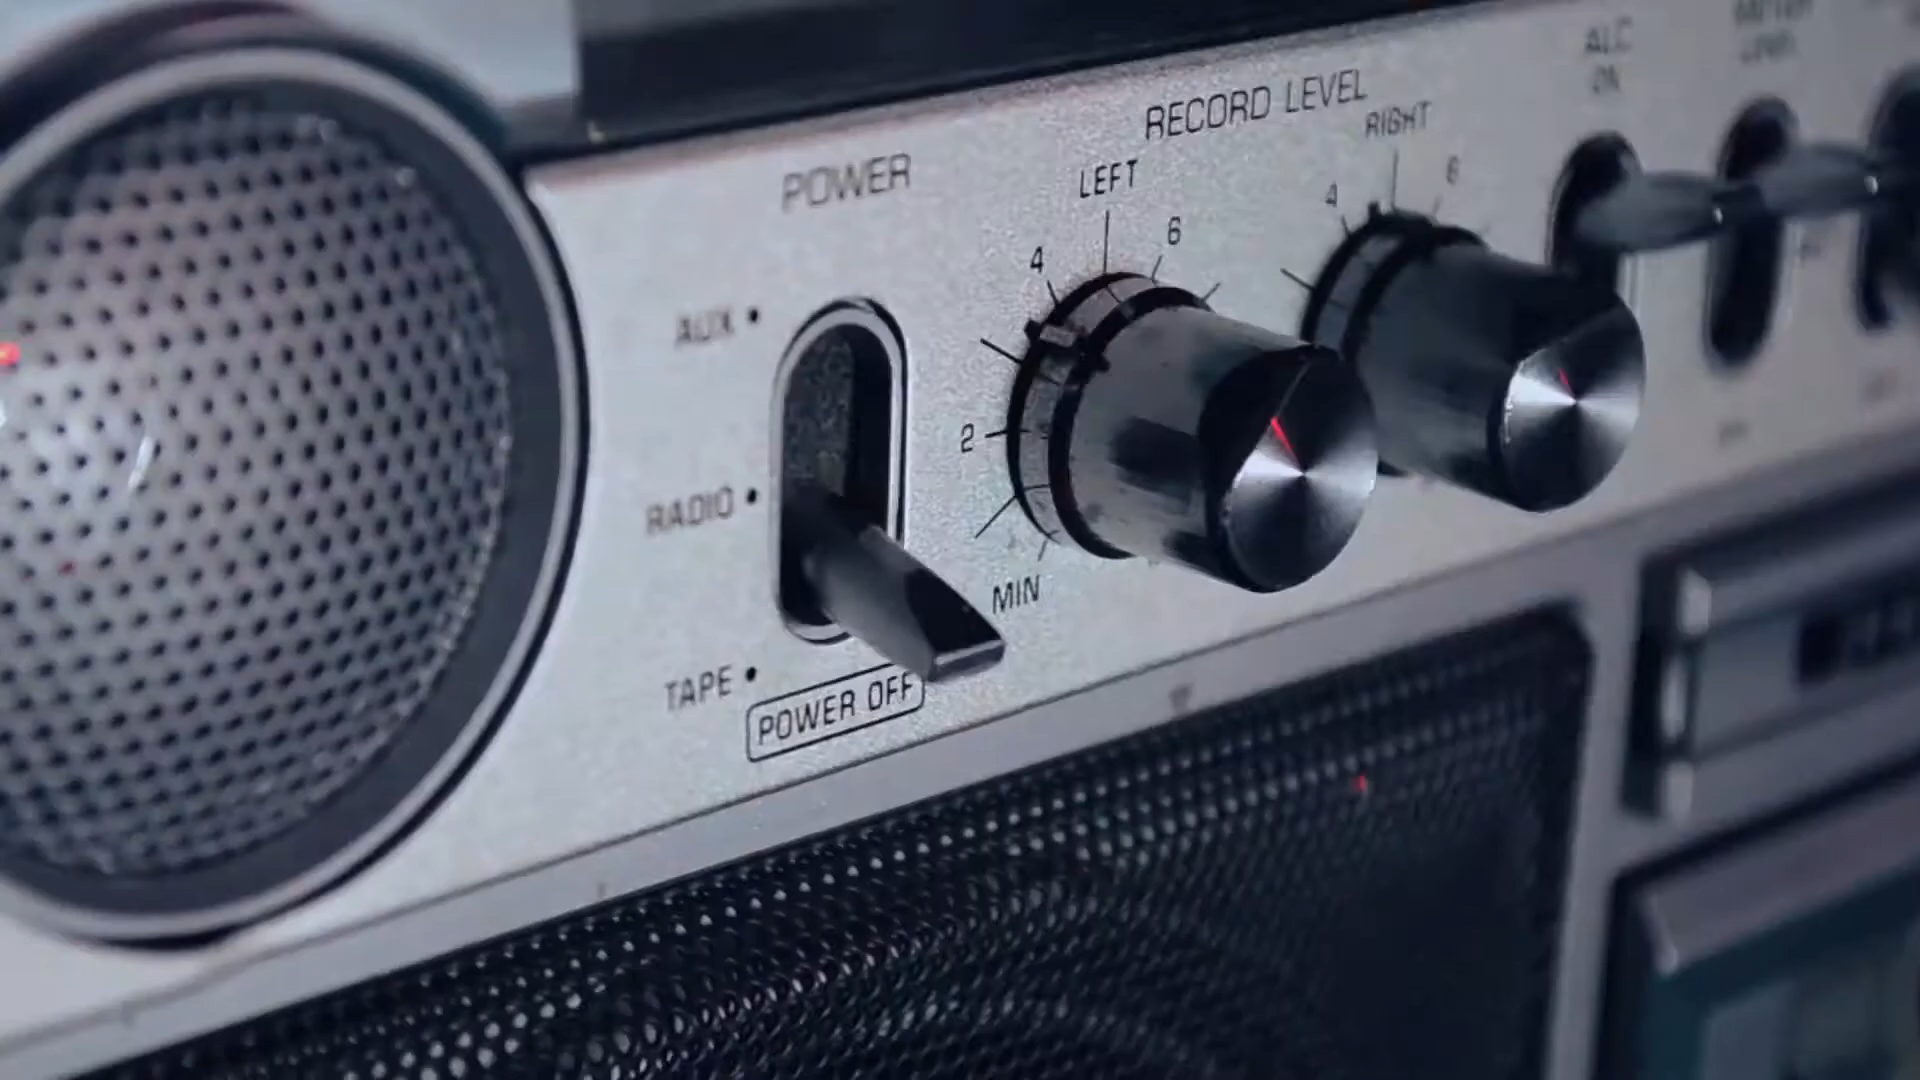 RECORD LEVEL
POWER
LEFT
RIGHT
ALC
ON
4
6
4
6
AUX
2
RADIO
MIN
TAPE
POWER OFF